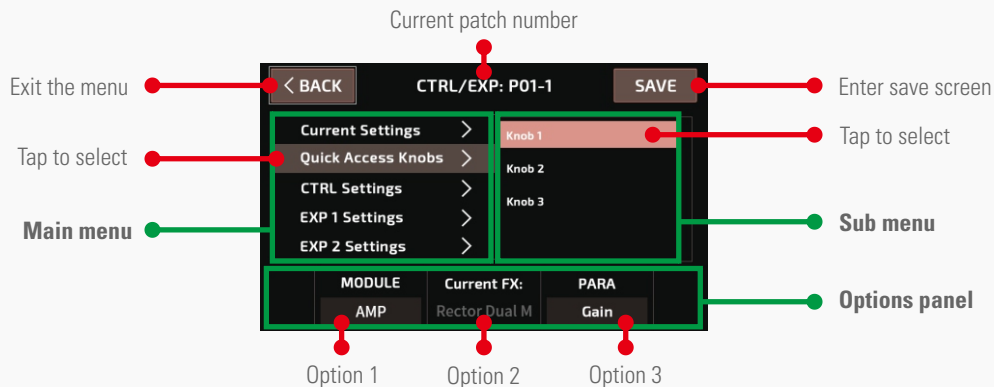 Current patch number
Exit the menu
< BACK
CTRL/EXP: P01-1
SAVE
Enter save screen
Tap to select
Current Settings >
Quick Access Knobs >
CTRL Settings >
EXP 1 Settings >
EXP 2 Settings >
Knob 1
Knob 2
Knob 3
Tap to select
Main menu
Sub menu
MODULE
Current FX:
PARA
AMP
Rector Dual M
Gain
Options panel
Option 1
Option 2
Option 3